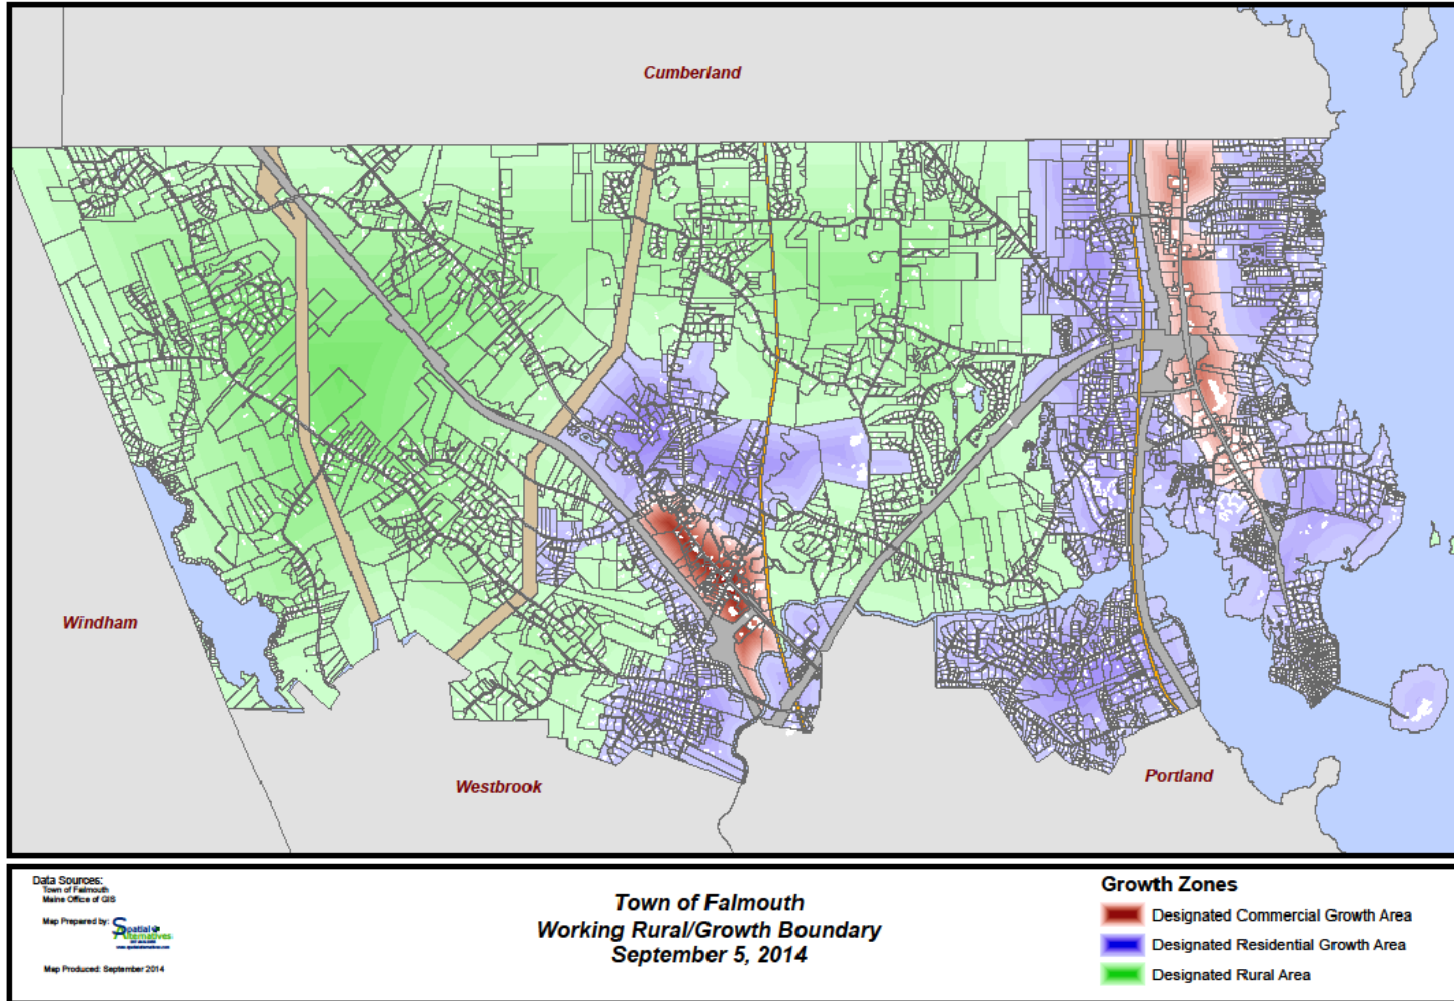 Cumberland
Windham
Westbrook
Portland
Data Sources:
Town of Falmouth
Maine Office of GIS
Map Prepared by:
Spatial
Alternatives
Map Produced: September 2014
Town of Falmouth
Working Rural/Growth Boundary
September 5, 2014
Growth Zones
Designated Commercial Growth Area
Designated Residential Growth Area
Designated Rural Area